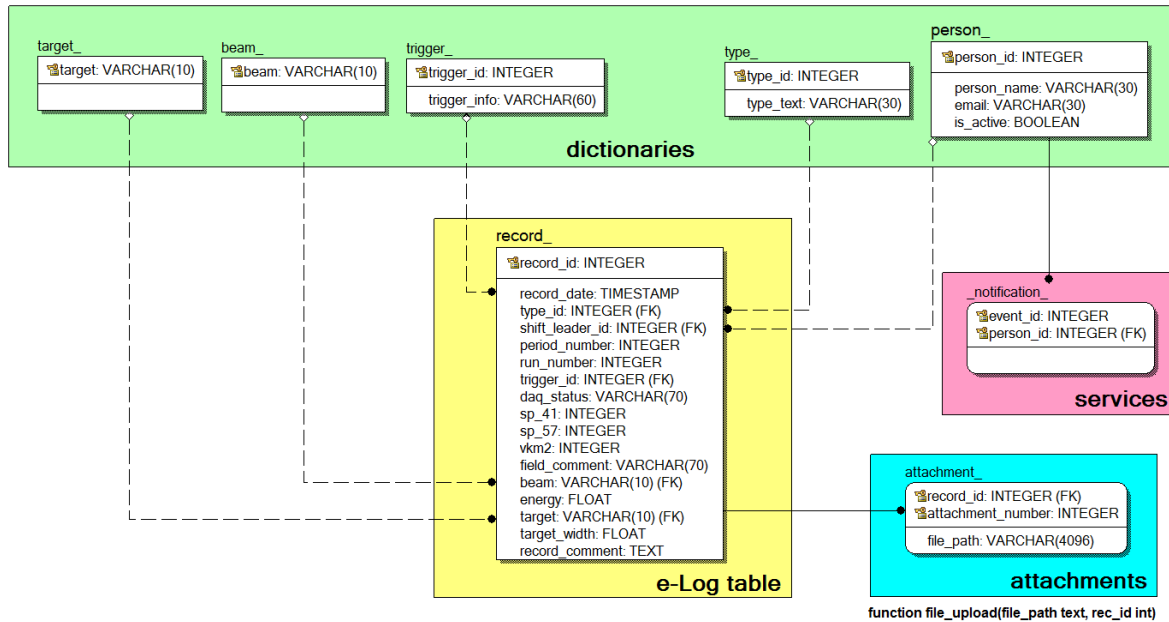 target_
target: VARCHAR(10)
beam_
beam: VARCHAR(10)
trigger_
trigger_id: INTEGER
trigger_info: VARCHAR(60)
type_
type_id: INTEGER
type_text: VARCHAR(30)
person_
person_id: INTEGER
person_name: VARCHAR(30)
email: VARCHAR(30)
is_active: BOOLEAN
dictionaries
record_
record_id: INTEGER
record_date: TIMESTAMP
type_id: INTEGER (FK)
shift_leader_id: INTEGER (FK)
period_number: INTEGER
run_number: INTEGER
trigger_id: INTEGER (FK)
daq_status: VARCHAR(70)
sp_41: INTEGER
sp_57: INTEGER
vkm2: INTEGER
field_comment: VARCHAR(70)
beam: VARCHAR(10) (FK)
energy: FLOAT
target: VARCHAR(10) (FK)
target_width: FLOAT
record_comment: TEXT
e-Log table
_notification_
event_id: INTEGER
person_id: INTEGER (FK)
services
attachment_
record_id: INTEGER (FK)
attachment_number: INTEGER
file_path: VARCHAR(4096)
attachments
function file_upload(file_path text, rec_id int)